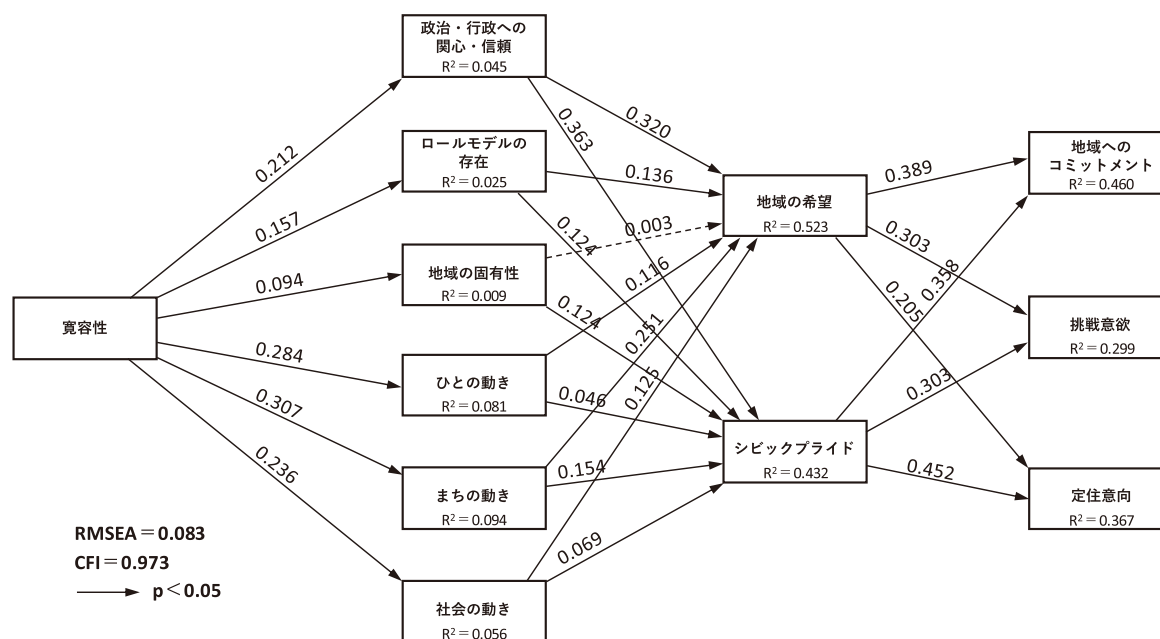 政治・行政への
関心・信頼
R²＝0.045
ロールモデルの
存在
R²＝0.025
地域の固有性
R²＝0.009
寛容性
ひとの動き
R²＝0.081
まちの動き
R²＝0.094
社会の動き
R²＝0.056
地域の希望
R²＝0.523
シビックプライド
R²＝0.432
地域への
コミットメント
R²＝0.460
挑戦意欲
R²＝0.299
定住意向
R²＝0.367
0.212
0.157
0.094
0.284
0.307
0.236
0.320
0.363
0.136
0.124
0.003
0.124
0.116
0.046
0.251
0.154
0.125
0.069
0.389
0.303
0.205
0.358
0.303
0.452
RMSEA＝0.083
CFI＝0.973
p＜0.05